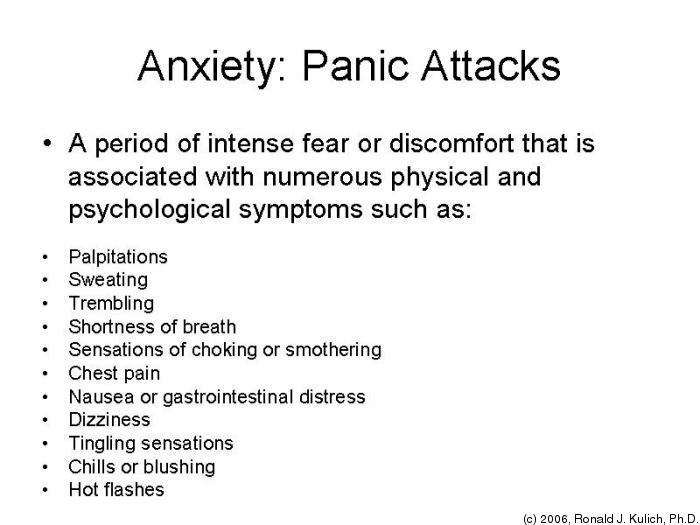 Anxiety: Panic Attacks
• A period of intense fear or discomfort that is
associated with numerous physical and
psychological symptoms such as:
• Palpitations
• Sweating
• Trembling
• Shortness of breath
• Sensations of choking or smothering
• Chest pain
• Nausea or gastrointestinal distress
• Dizziness
• Tingling sensations
• Chills or blushing
• Hot flashes
(c) 2006, Ronald J. Kulich, Ph.D.